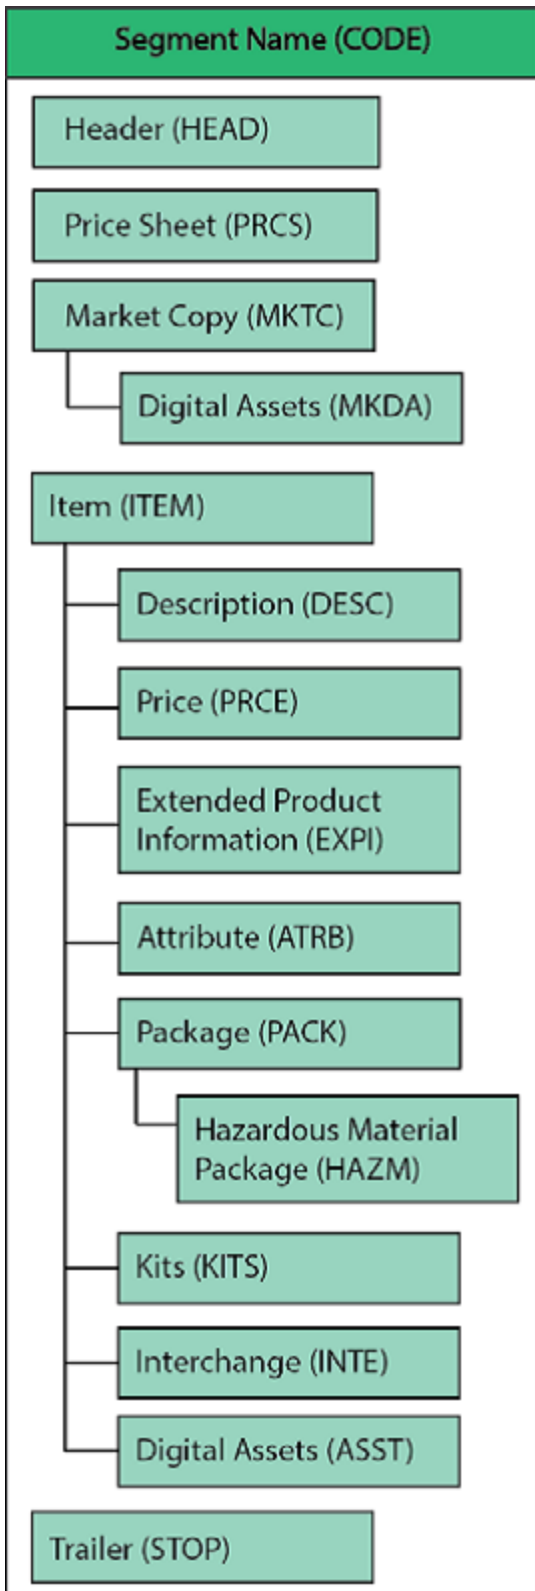 Segment Name (CODE)
Header (HEAD)
Price Sheet (PRCS)
Market Copy (MKTC)
Digital Assets (MKDA)
Item (ITEM)
Description (DESC)
Price (PRCE)
Extended Product
Information (EXPI)
Attribute (ATRB)
Package (PACK)
Hazardous Material
Package (HAZM)
Kits (KITS)
Interchange (INTE)
Digital Assets (ASST)
Trailer (STOP)